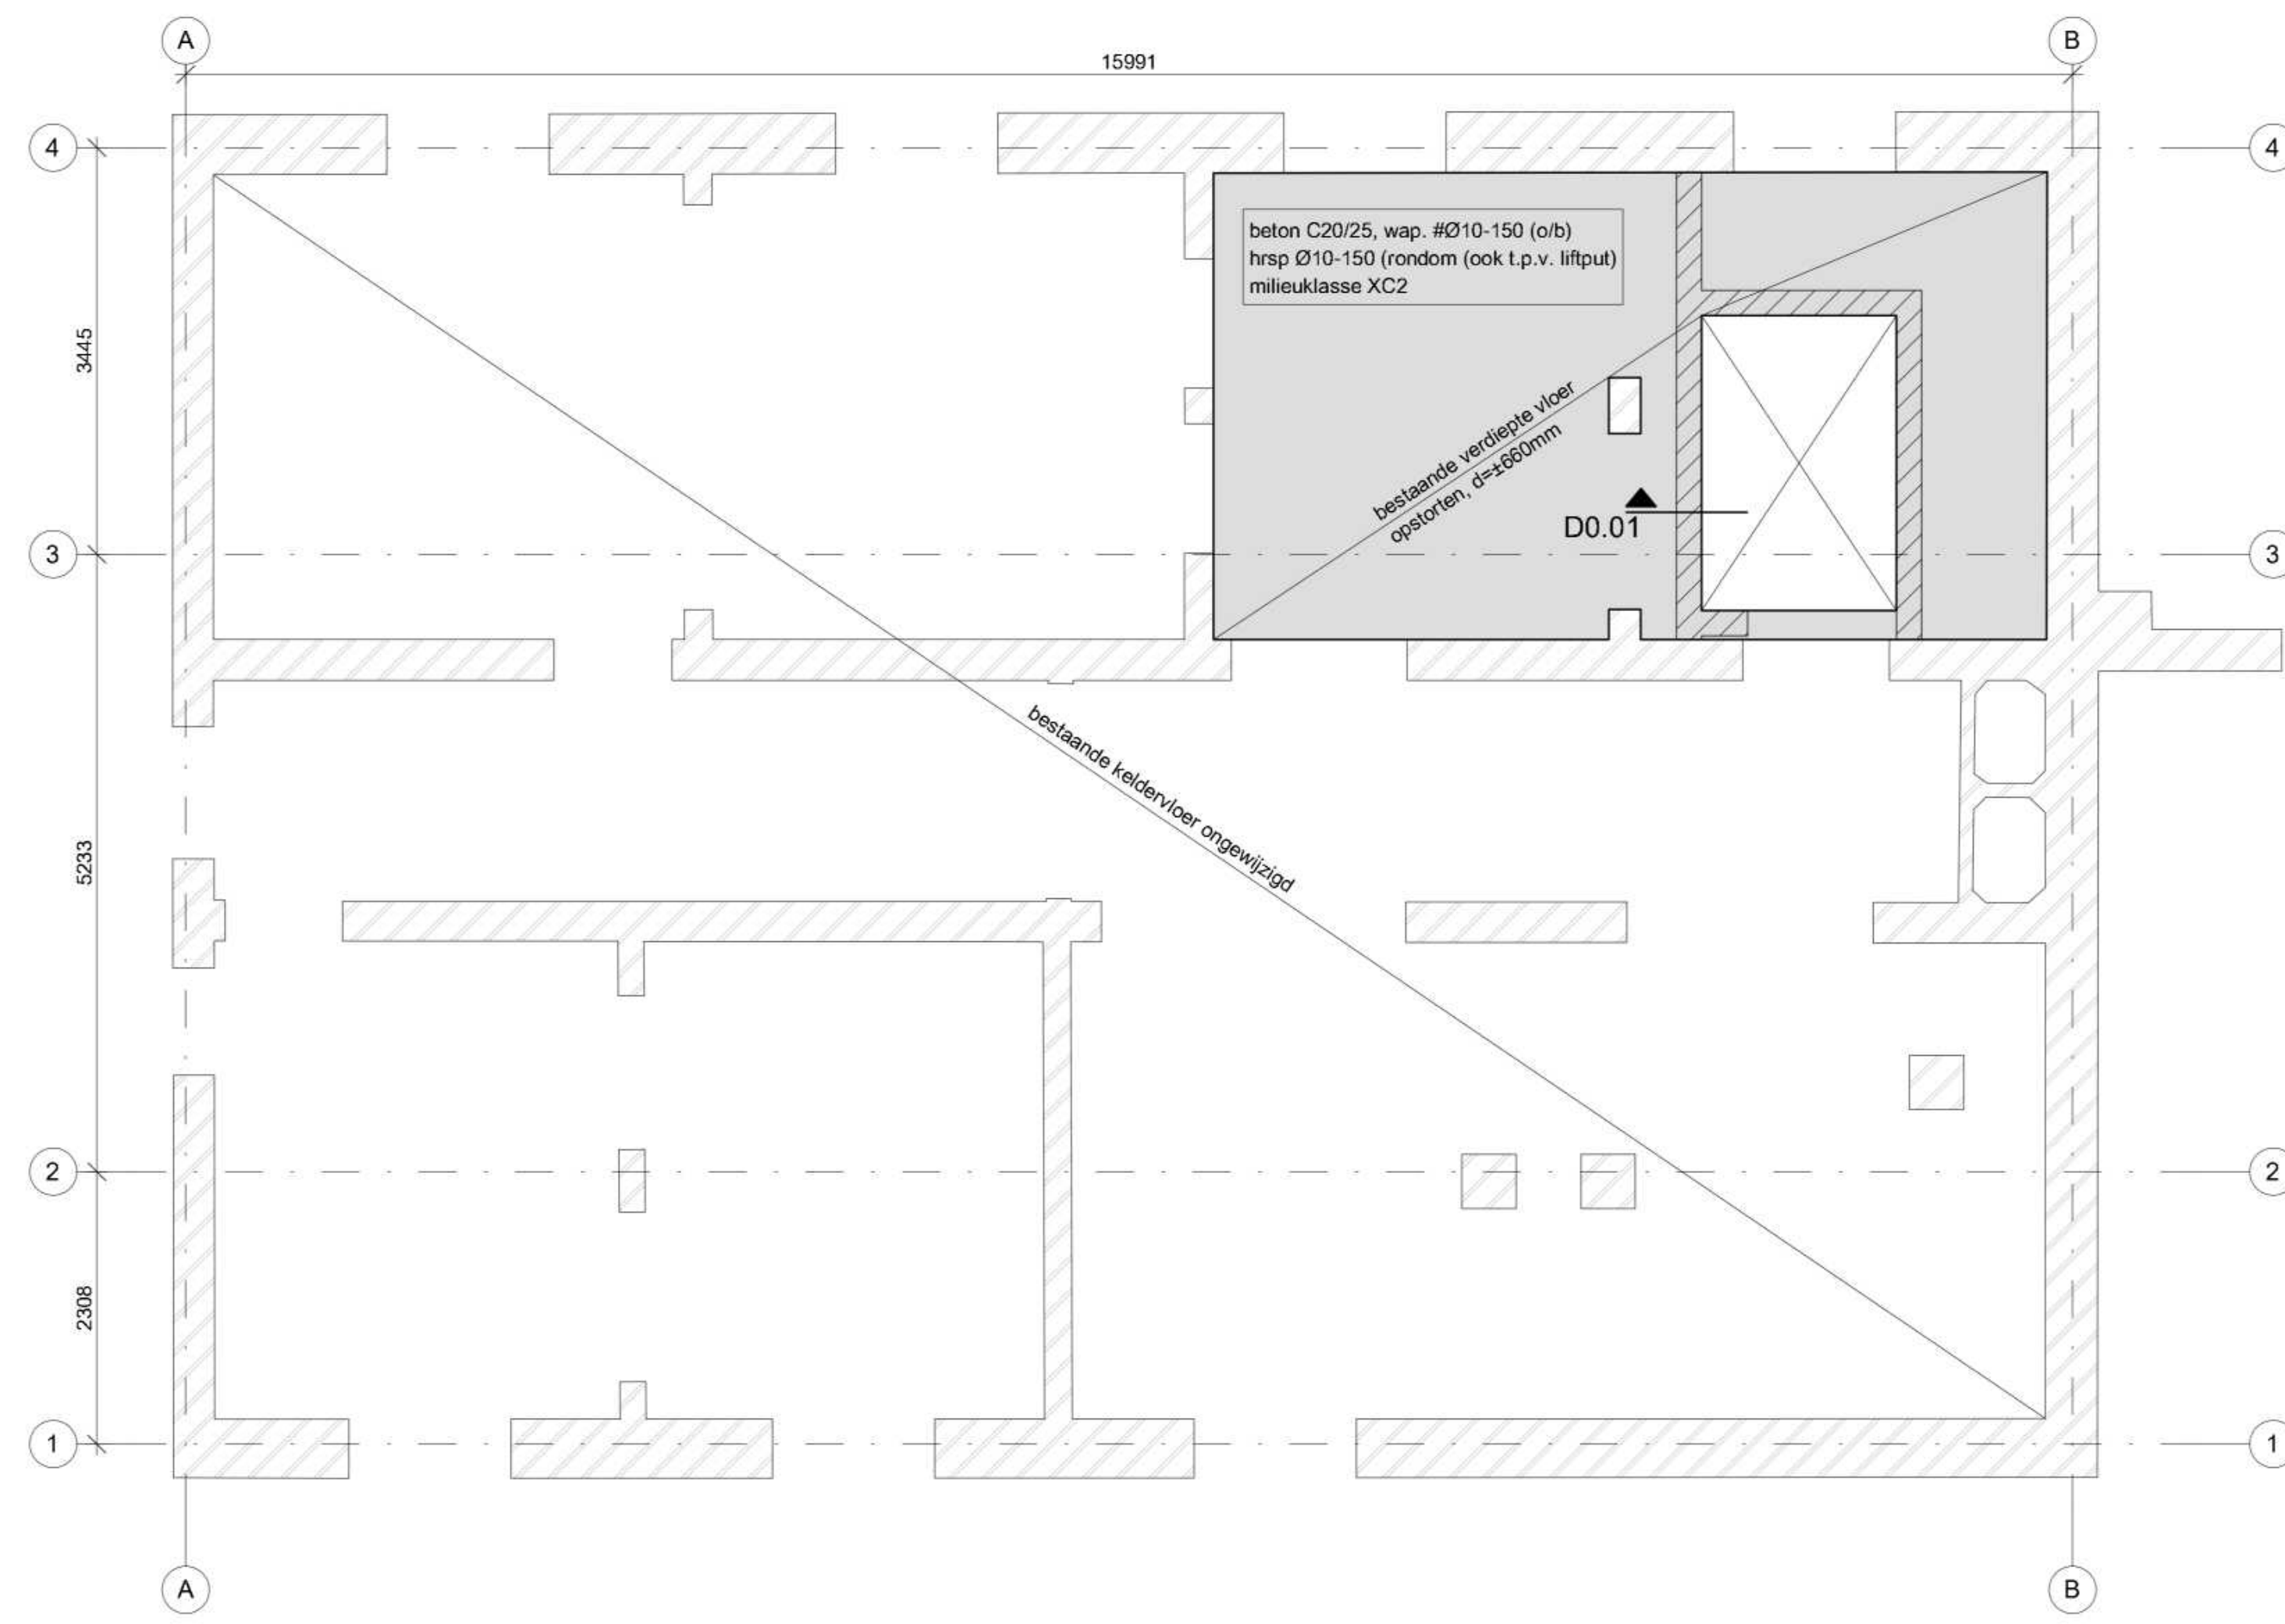 A
B
15991
4
4
beton C20/25, wap. #Ø10-150 (o/b)
hrsp Ø10-150 (rondom (ook t.p.v. liftput)
milieuklasse XC2
3445
bestaande verdiepte vloer
opstorten, d=±660mm
D0.01
3
3
bestaande keldervloer ongewijzigd
5233
2
2
2308
1
1
A
B